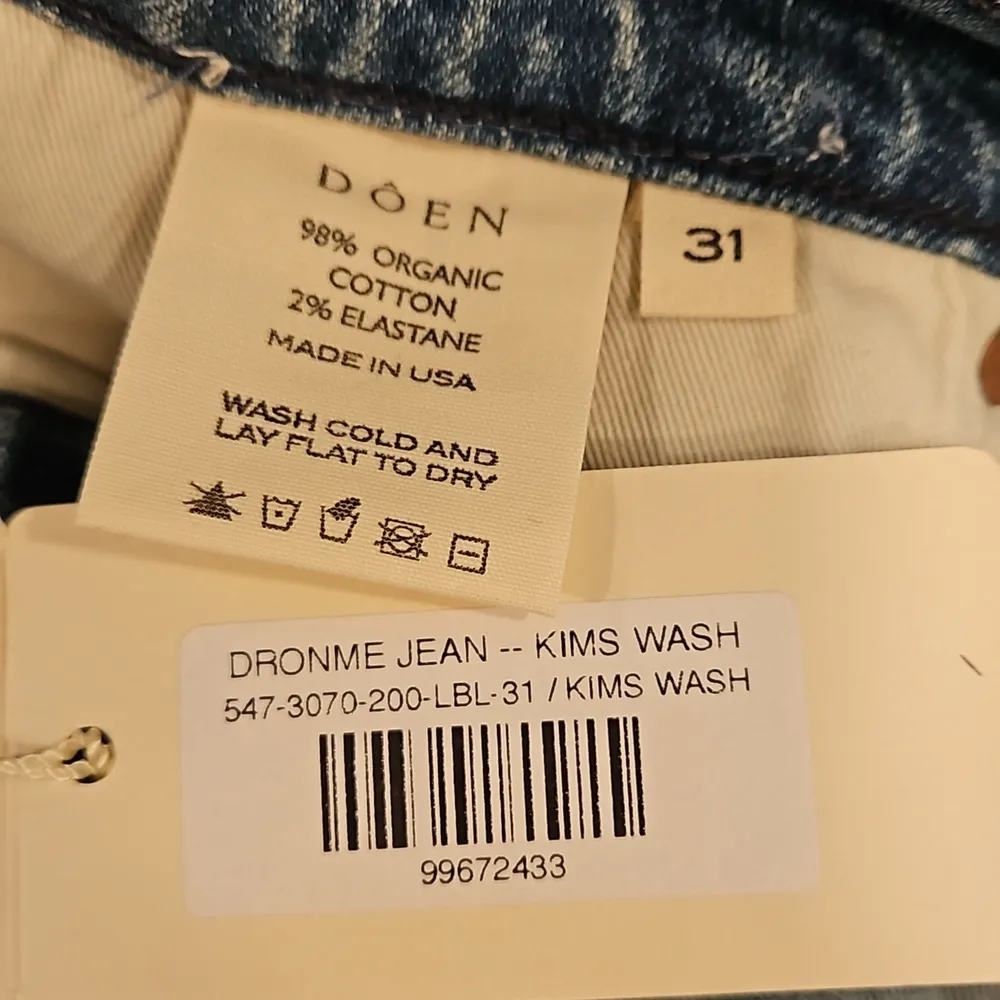 DÔEN
98% ORGANIC
COTTON
2% ELASTANE
MADE IN USA
WASH COLD AND
LAY FLAT TO DRY
31
DRONME JEAN -- KIMS WASH
547-3070-200-LBL-31 / KIMS WASH
99672433